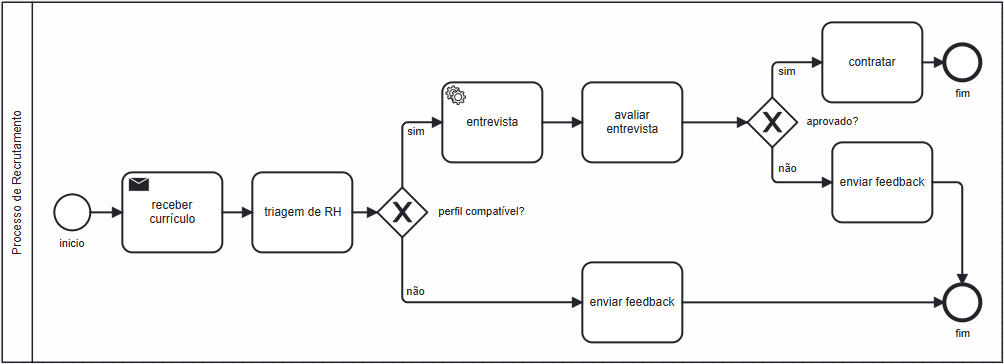 Processo de Recrutamento
inicio
receber
currículo
triagem de RH
perfil compatível?
sim
entrevista
avaliar
entrevista
aprovado?
sim
contratar
fim
não
enviar feedback
não
enviar feedback
fim